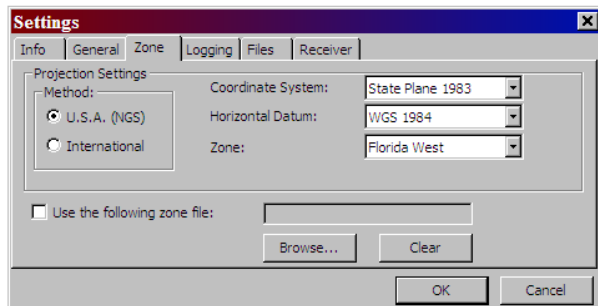 Settings
Info General Zone Logging Files Receiver
Projection Settings
Method:
U.S.A. (NGS)
International
Coordinate System: State Plane 1983
Horizontal Datum: WGS 1984
Zone: Florida West
Use the following zone file:
Browse... Clear
OK Cancel